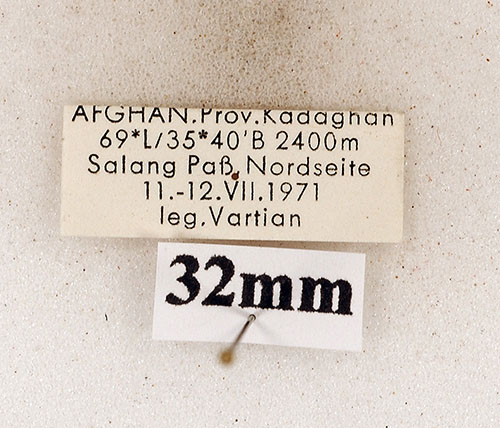 AFGHAN.Prov.Kadaghan
69*L/35*40'B 2400m
Salang Paß, Nordseite
11.-12.VII.1971
leg.Vartian
32mm